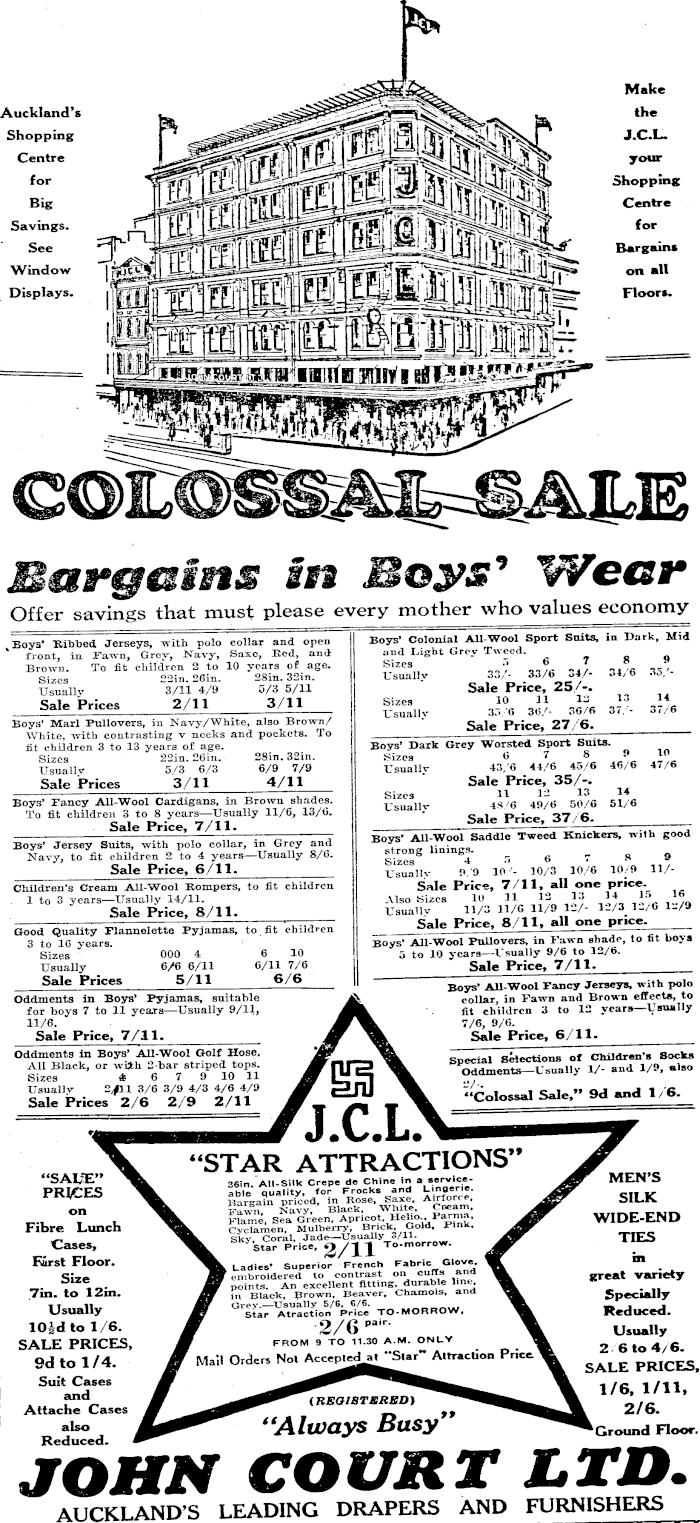 J.C.L.
Auckland's
Shopping
Centre
for
Big
Savings.
See
Window
Displays.
Make
the
J.C.L.
your
Shopping
Centre
for
Bargains
on all
Floors.
J
C
L
J.C.L.
JOHN COURT
COLOSSAL SALE
Bargains in Boys' Wear
Offer savings that must please every mother who values economy
Boys' Ribbed Jerseys, with polo collar and open
front, in Fawn, Grey, Navy, Saxe, Red, and
Brown. To fit children 2 to 10 years of age.
Sizes 22in. 26in. 28in. 32in.
Usually 3/11 4/9 5/3 5/11
Sale Prices 2/11 3/11
Boys' Marl Pullovers, in Navy/White, also Brown/
White, with contrasting v necks and pockets. To
fit children 3 to 13 years of age.
Sizes 22in. 26in. 28in. 32in.
Usually 5/3 6/3 6/9 7/9
Sale Prices 3/11 4/11
Boys' Fancy All-Wool Cardigans, in Brown shades.
To fit children 3 to 8 years—Usually 11/6, 13/6.
Sale Price, 7/11.
Boys' Jersey Suits, with polo collar, in Grey and
Navy, to fit children 2 to 4 years—Usually 8/6.
Sale Price, 6/11.
Children's Cream All-Wool Rompers, to fit children
1 to 3 years—Usually 14/11.
Sale Price, 8/11.
Good Quality Flannelette Pyjamas, to fit children
3 to 16 years.
Sizes 000 4 6 10
Usually 6/6 6/11 6/11 7/6
Sale Prices 5/11 6/6
Oddments in Boys' Pyjamas, suitable
for boys 7 to 11 years—Usually 9/11,
11/6.
Sale Price, 7/11.
Oddments in Boys' All-Wool Golf Hose.
All Black, or with 2-bar striped tops.
Sizes 4 6 7 9 10 11
Usually 2/11 3/6 3/9 4/3 4/6 4/9
Sale Prices 2/6 2/9 2/11
Boys' Colonial All-Wool Sport Suits, in Dark, Mid
and Light Grey Tweed.
Sizes 5 6 7 8 9
Usually 33/- 33/6 34/- 34/6 35/-
Sale Price, 25/-.
Sizes 10 11 12 13 14
Usually 35/6 36/- 36/6 37/- 37/6
Sale Price, 27/6.
Boys' Dark Grey Worsted Sport Suits.
Sizes 6 7 8 9 10
Usually 43/6 44/6 45/6 46/6 47/6
Sale Price, 35/-.
Sizes 11 12 13 14
Usually 48/6 49/6 50/6 51/6
Sale Price, 37/6.
Boys' All-Wool Saddle Tweed Knickers, with good
strong linings.
Sizes 4 5 6 7 8 9
Usually 9/9 10/- 10/3 10/6 10/9 11/-
Sale Price, 7/11, all one price.
Also Sizes 10 11 12 13 14 15 16
Usually 11/3 11/6 11/9 12/- 12/3 12/6 12/9
Sale Price, 8/11, all one price.
Boys' All-Wool Pullovers, in Fawn shade, to fit boys
5 to 10 years—Usually 9/6 to 12/6.
Sale Price, 7/11.
Boys' All-Wool Fancy Jerseys, with polo
collar, in Fawn and Brown effects, to
fit children 3 to 12 years—Usually
7/6, 9/6.
Sale Price, 6/11.
Special Selections of Children's Socks
Oddments—Usually 1/- and 1/9, also
2/-.
"Colossal Sale," 9d and 1/6.
J.C.L.
"STAR ATTRACTIONS"
36in. All-Silk Crepe de Chine in a service-
able quality, for Frocks and Lingerie.
Bargain priced, in Rose, Saxe, Airforce,
Fawn, Navy, Black, White, Cream,
Flame, Sea Green, Apricot, Helio., Parma,
Cyclamen, Mulberry, Brick, Gold, Pink,
Sky, Coral, Jade—Usually 3/11.
Star Price, 2/11 To-morrow.
Ladies' Superior French Fabric Glove,
embroidered to contrast on cuffs and
points. An excellent fitting, durable line,
in Black, Brown, Beaver, Chamois, and
Grey.—Usually 5/6, 6/6.
Star Atraction Price TO-MORROW,
2/6 pair.
FROM 9 TO 11.30 A.M. ONLY
Mail Orders Not Accepted at "Star" Attraction Price
"SALE"
PRICES
on
Fibre Lunch
Cases,
First Floor.
Size
7in. to 12in.
Usually
10½d to 1/6.
SALE PRICES,
9d to 1/4.
Suit Cases
and
Attache Cases
also
Reduced.
MEN'S
SILK
WIDE-END
TIES
in
great variety
Specially
Reduced.
Usually
2 6 to 4/6.
SALE PRICES,
1/6, 1/11,
2/6.
Ground Floor.
(REGISTERED)
"Always Busy"
JOHN COURT LTD.
AUCKLAND'S LEADING DRAPERS AND FURNISHERS